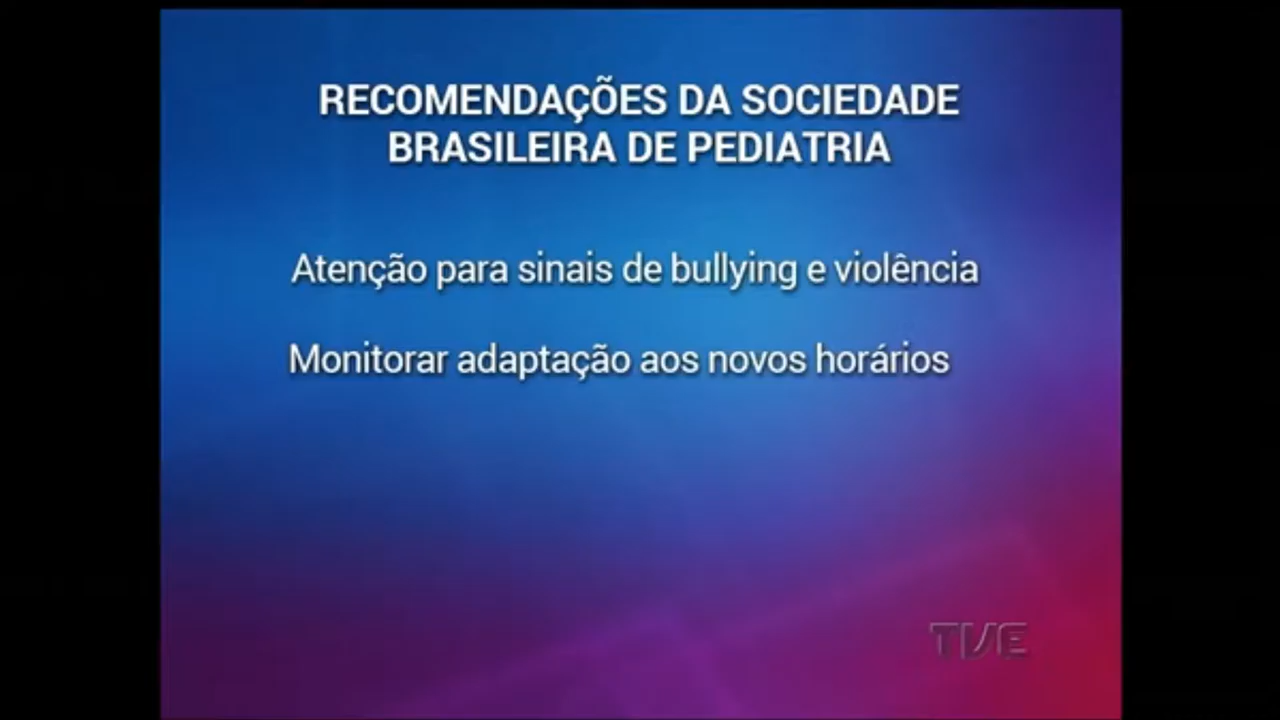 RECOMENDAÇÕES DA SOCIEDADE
BRASILEIRA DE PEDIATRIA
Atenção para sinais de bullying e violência
Monitorar adaptação aos novos horários
TVE